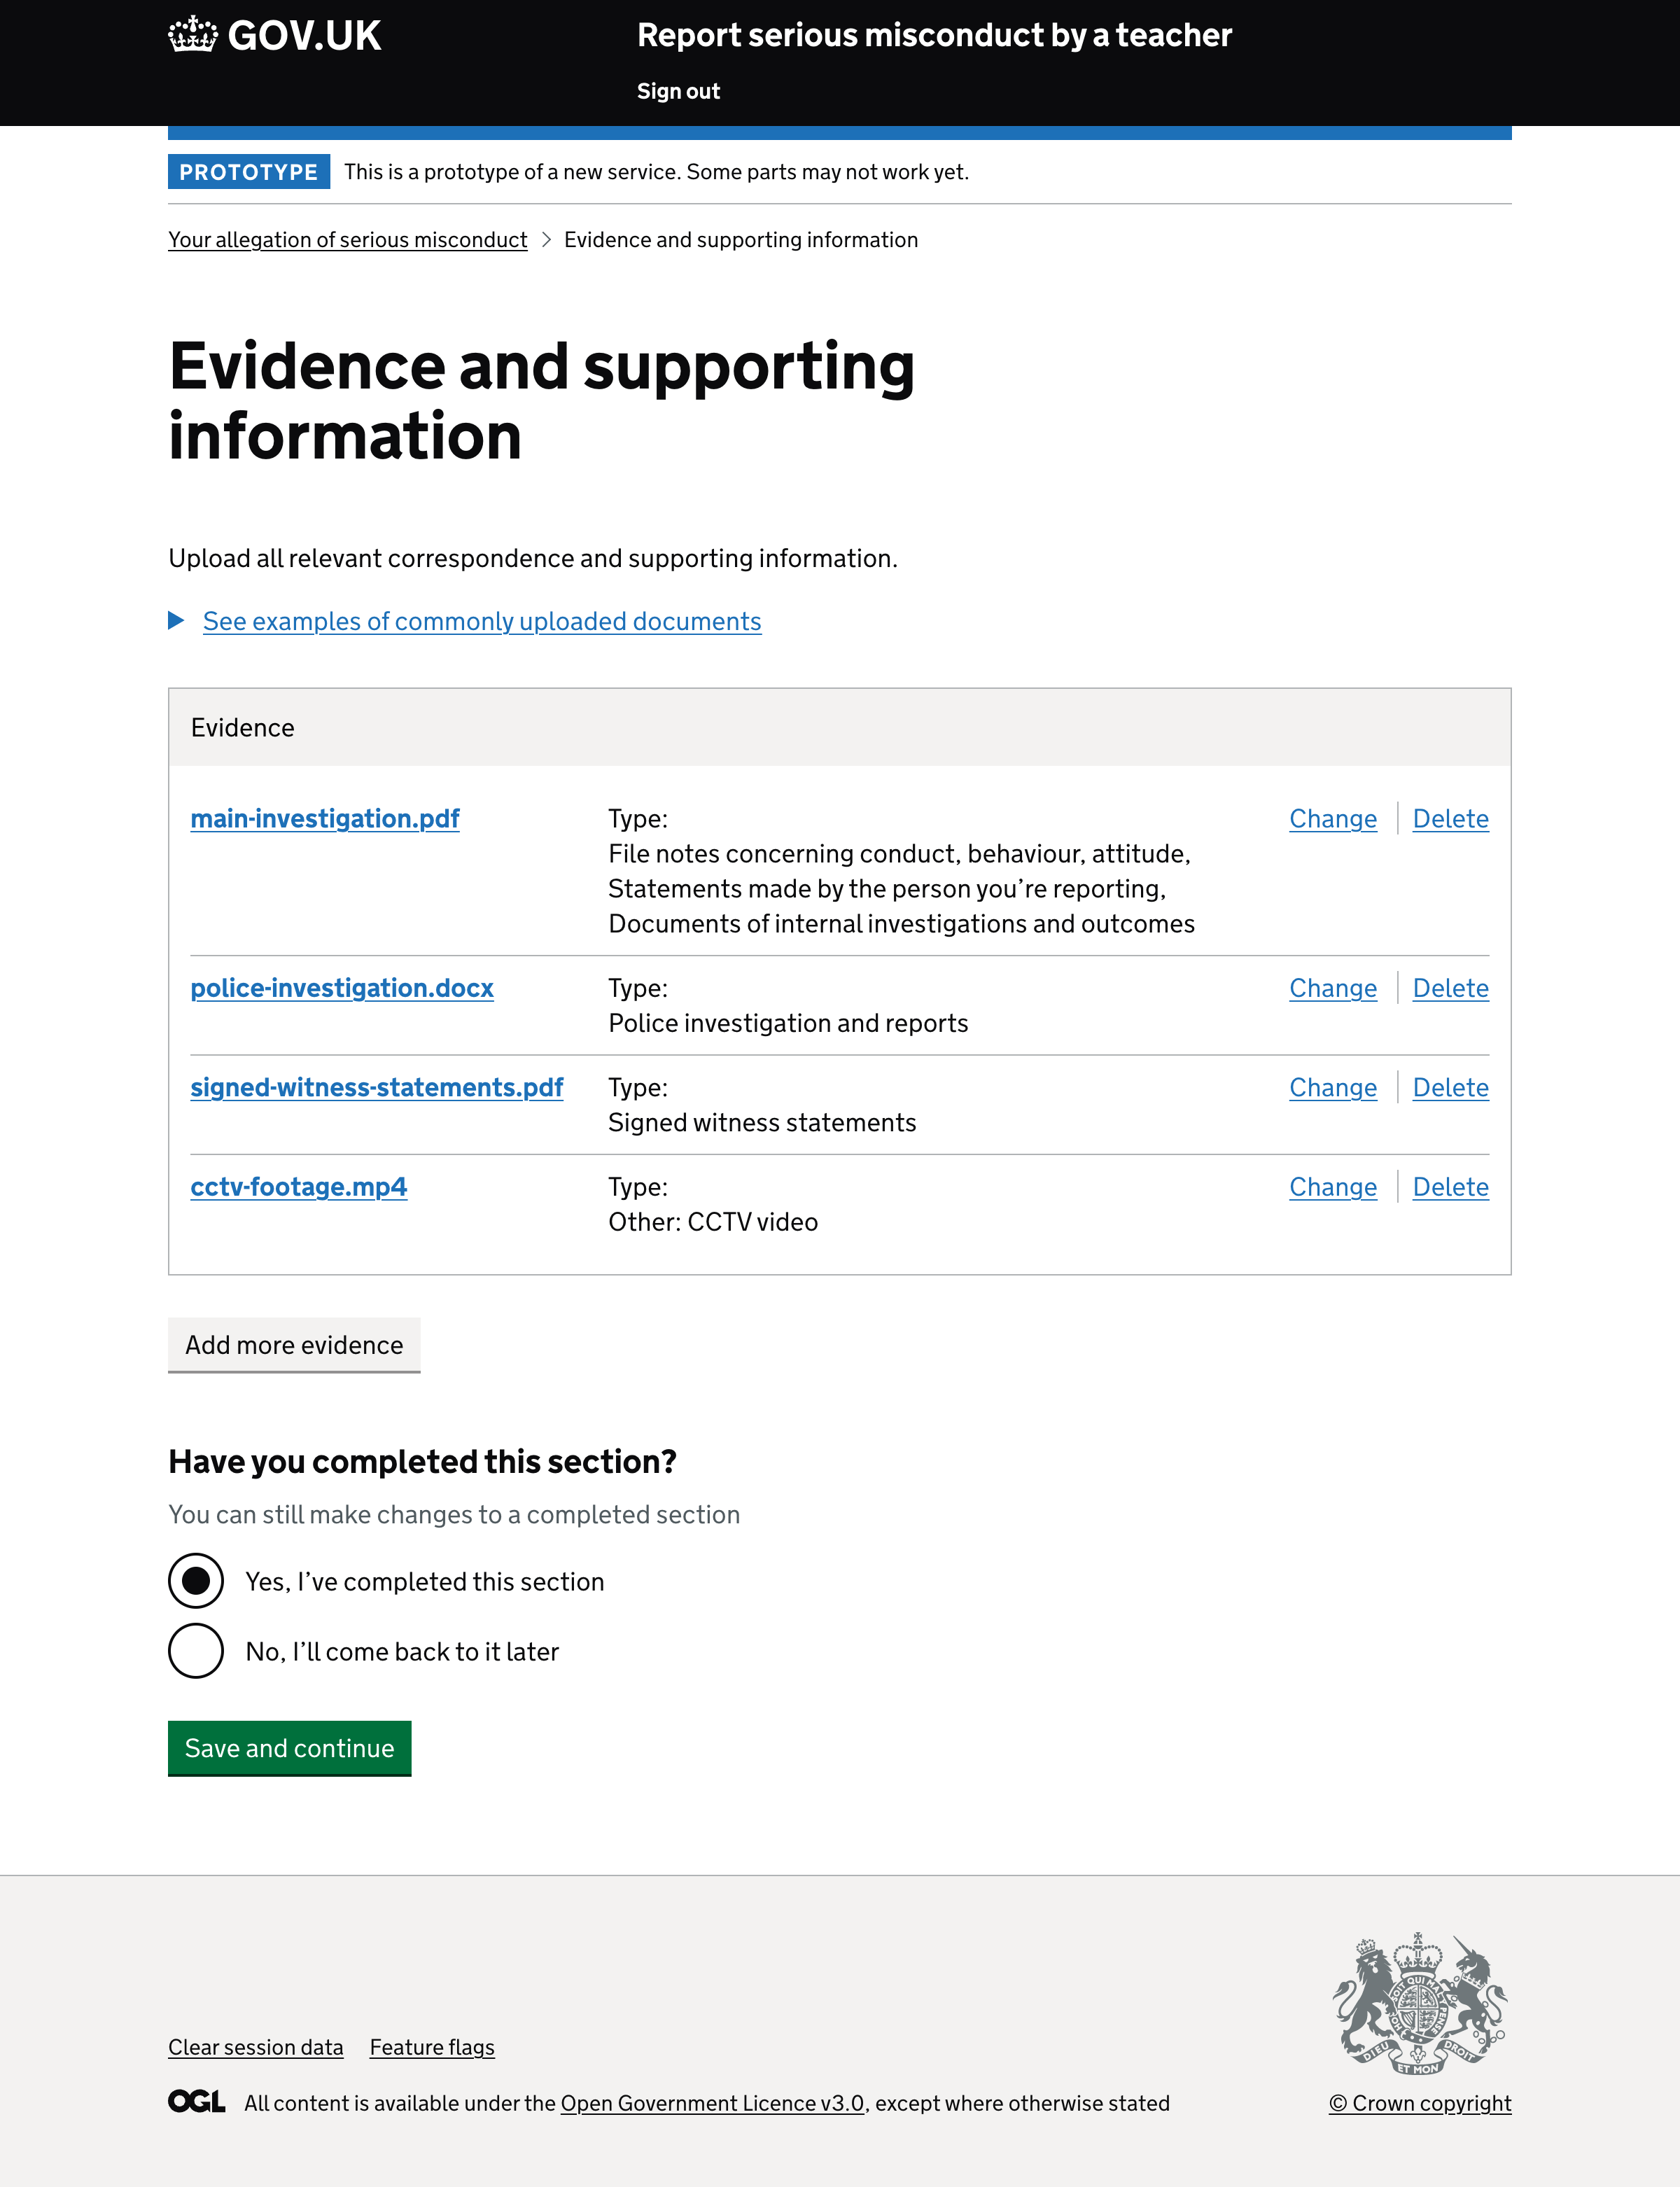 GOV.UK
Report serious misconduct by a teacher
Sign out
PROTOTYPE This is a prototype of a new service. Some parts may not work yet.
Your allegation of serious misconduct > Evidence and supporting information
Evidence and supporting
information
Upload all relevant correspondence and supporting information.
See examples of commonly uploaded documents
Evidence
main-investigation.pdf Type: Change Delete
File notes concerning conduct, behaviour, attitude,
Statements made by the person you’re reporting,
Documents of internal investigations and outcomes
police-investigation.docx Type: Change Delete
Police investigation and reports
signed-witness-statements.pdf Type: Change Delete
Signed witness statements
cctv-footage.mp4 Type: Change Delete
Other: CCTV video
Add more evidence
Have you completed this section?
You can still make changes to a completed section
Yes, I’ve completed this section
No, I’ll come back to it later
Save and continue
Clear session data Feature flags
DIEU ET MON DROIT
OGL All content is available under the Open Government Licence v3.0, except where otherwise stated
© Crown copyright